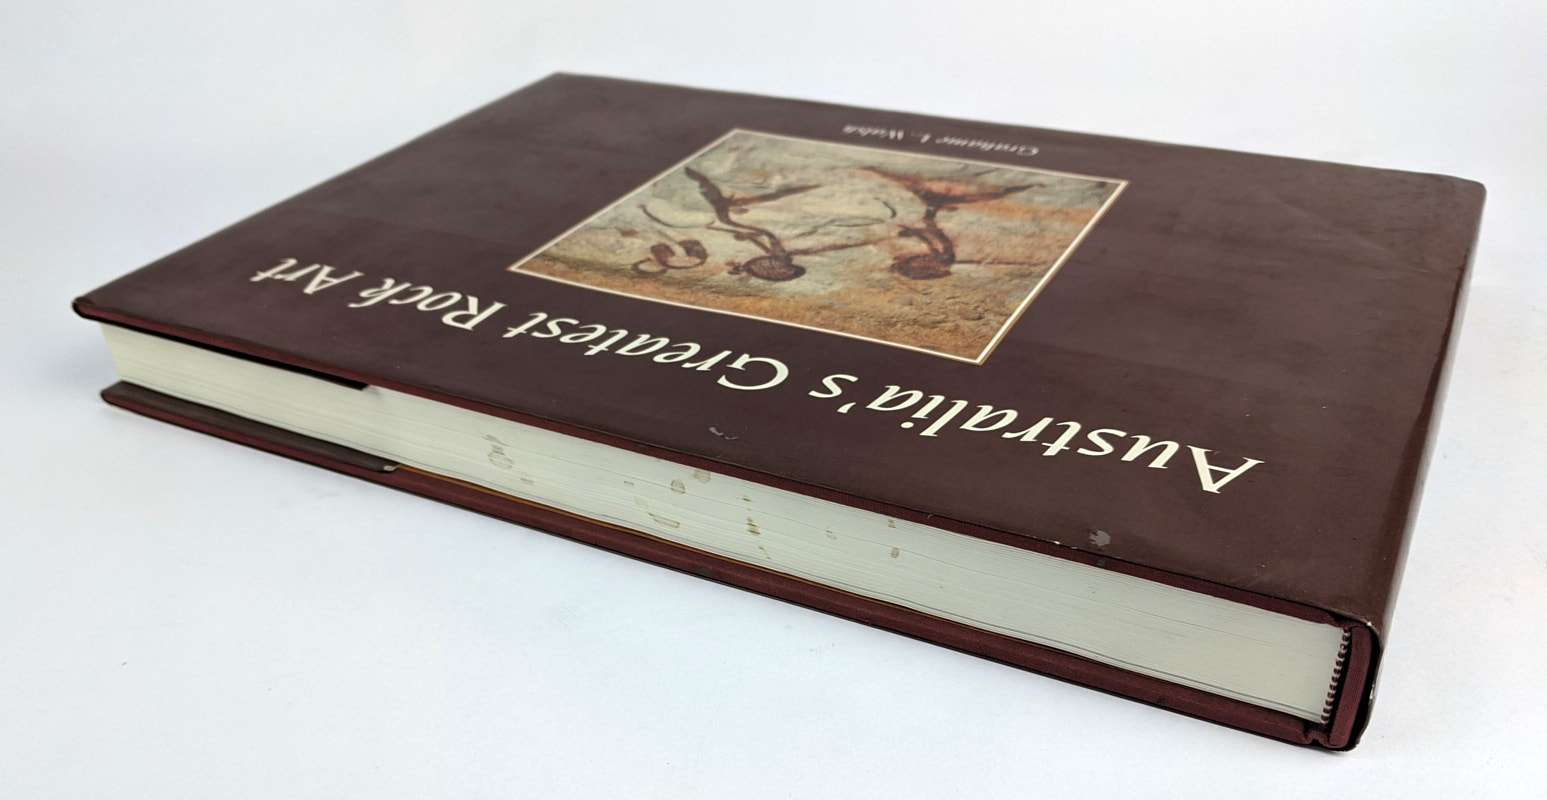 Australia's Greatest Rock Art
Grahame L. Walsh